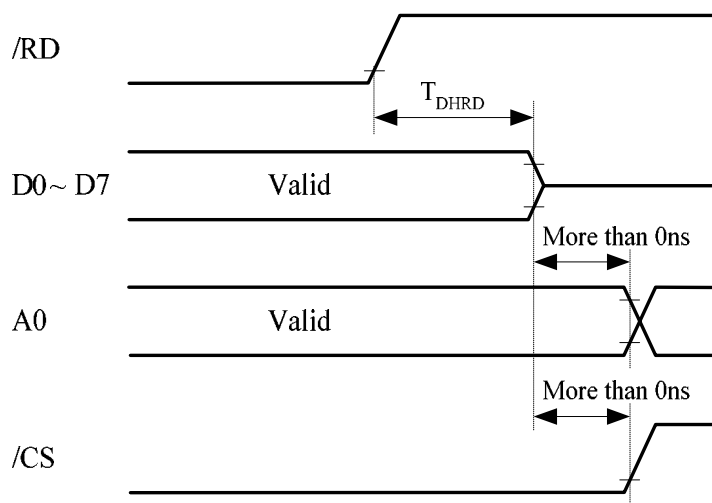 /RD
TDHRD
D0~ D7
Valid
More than 0ns
A0
Valid
More than 0ns
/CS